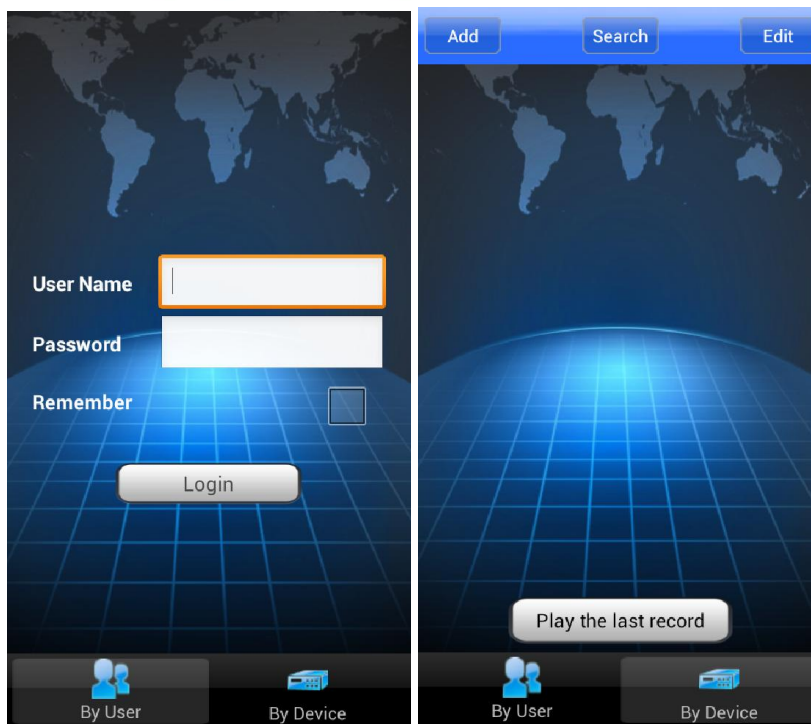 User Name
Password
Remember
Login
By User
By Device
Add
Search
Edit
Play the last record
By User
By Device